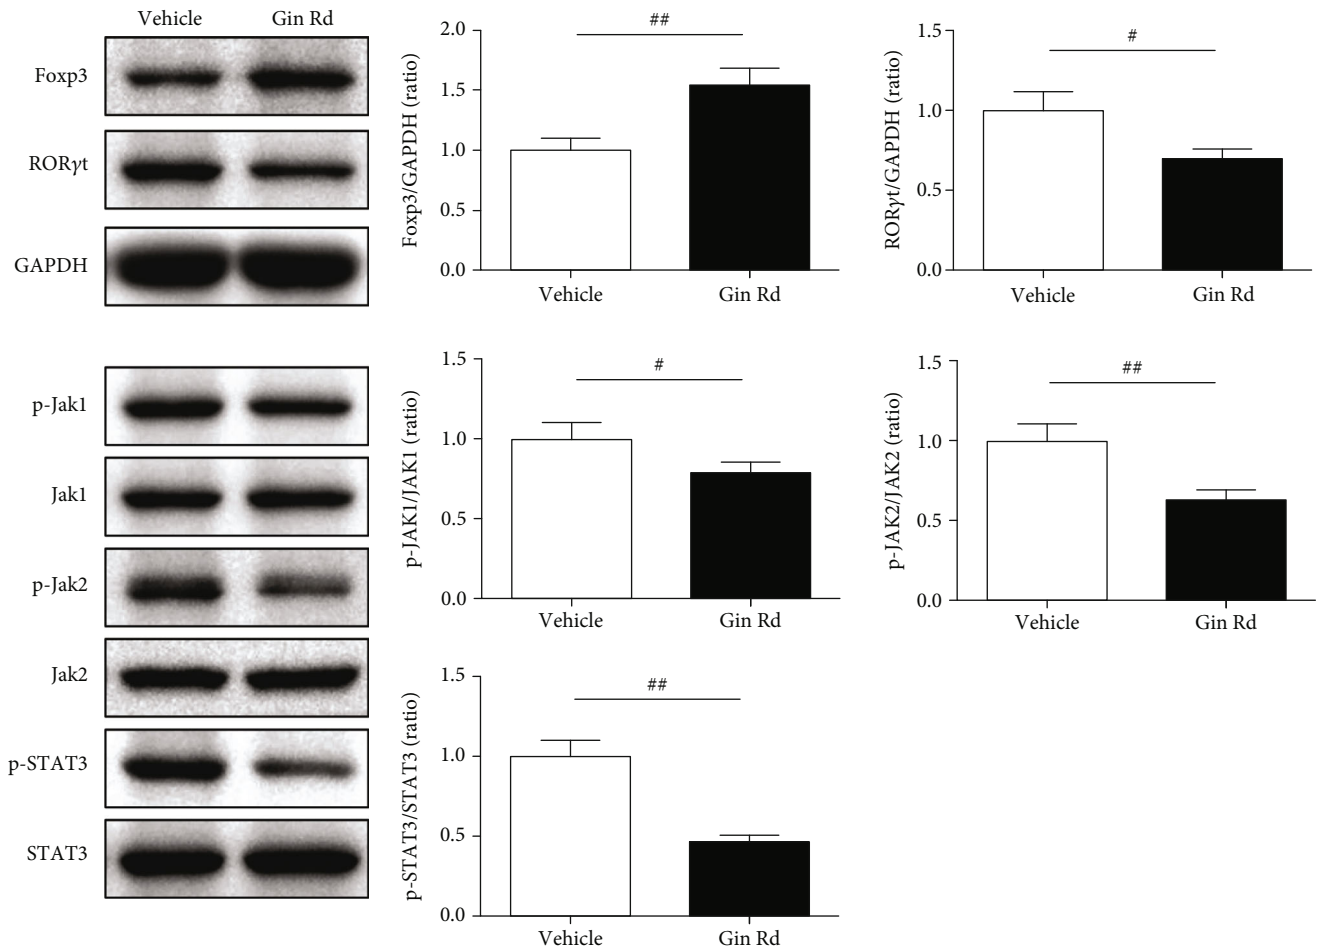 Vehicle Gin Rd
Foxp3
RORγt
GAPDH
p-Jak1
Jak1
p-Jak2
Jak2
p-STAT3
STAT3
##
Foxp3/GAPDH (ratio)
2.0
1.5
1.0
0.5
0.0
Vehicle Gin Rd
#
RORγt/GAPDH (ratio)
1.5
1.0
0.5
0.0
Vehicle Gin Rd
#
p-JAK1/JAK1 (ratio)
1.5
1.0
0.5
0.0
Vehicle Gin Rd
##
p-JAK2/JAK2 (ratio)
1.5
1.0
0.5
0.0
Vehicle Gin Rd
##
p-STAT3/STAT3 (ratio)
1.5
1.0
0.5
0.0
Vehicle Gin Rd